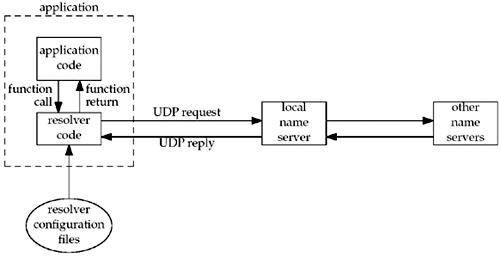 application
application
code
function
call
function
return
resolver
code
UDP request
UDP reply
local
name
server
other
name
servers
resolver
configuration
files